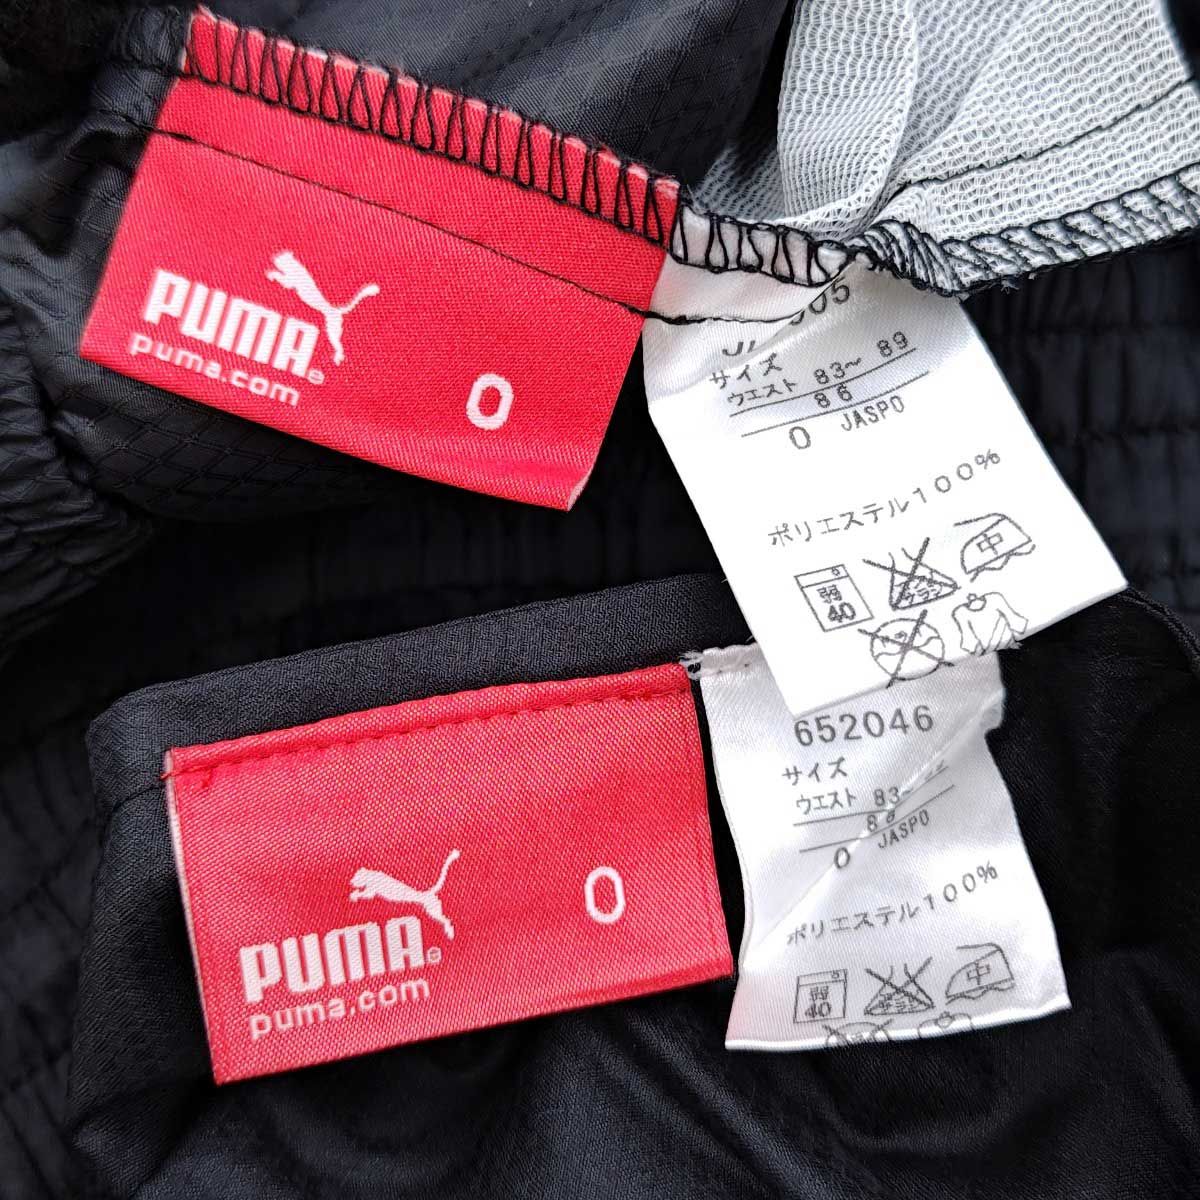 PUMA
puma.com
O
サイズ
ウエスト 83～ 89
86
O JASPO
ポリエステル100%
弱
40
中
PUMA
puma.com
O
652046
サイズ
ウエスト 83～
86
O JASPO
ポリエステル100%
弱
40
中